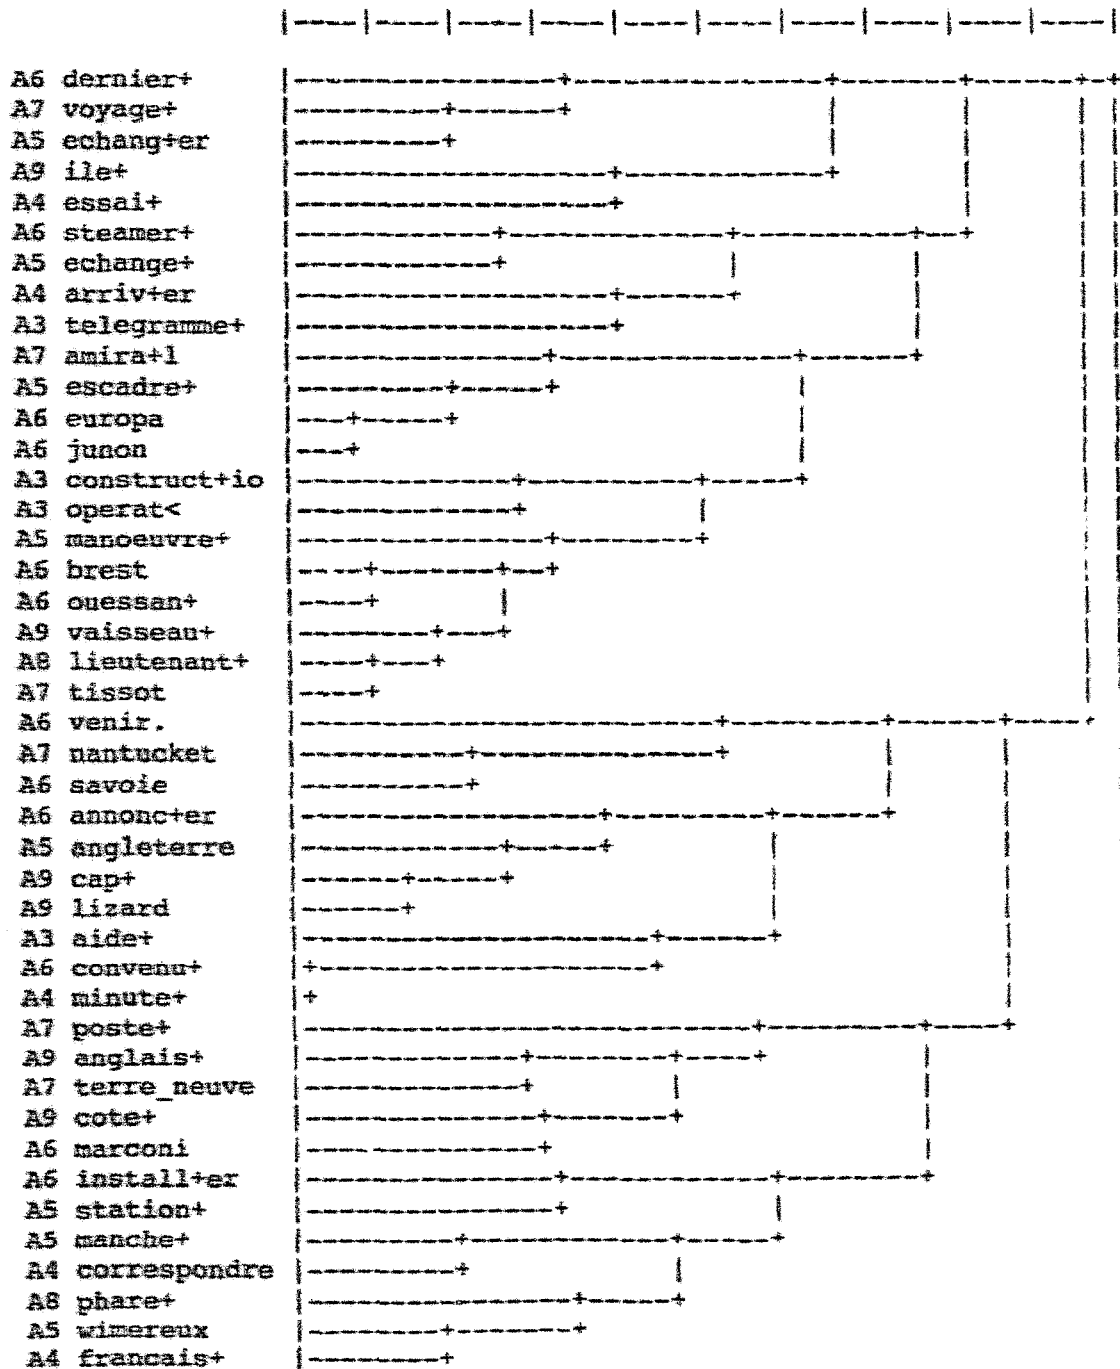 A6 dernier+
A7 voyage+
A5 echang+er
A9 ile+
A4 essai+
A6 steamer+
A5 echange+
A4 arriv+er
A3 telegramme+
A7 amira+l
A5 escadre+
A6 europa
A6 junon
A3 construct+io
A3 operat<
A5 manoeuvre+
A6 brest
A6 ouessan+
A9 vaisseau+
A8 lieutenant+
A7 tissot
A6 venir.
A7 nantucket
A6 savoie
A6 annonc+er
A5 angleterre
A9 cap+
A9 lizard
A3 aide+
A6 convenu+
A4 minute+
A7 poste+
A9 anglais+
A7 terre_neuve
A9 cote+
A6 marconi
A6 install+er
A5 station+
A5 manche+
A4 correspondre
A8 phare+
A5 wimereux
A4 francais+